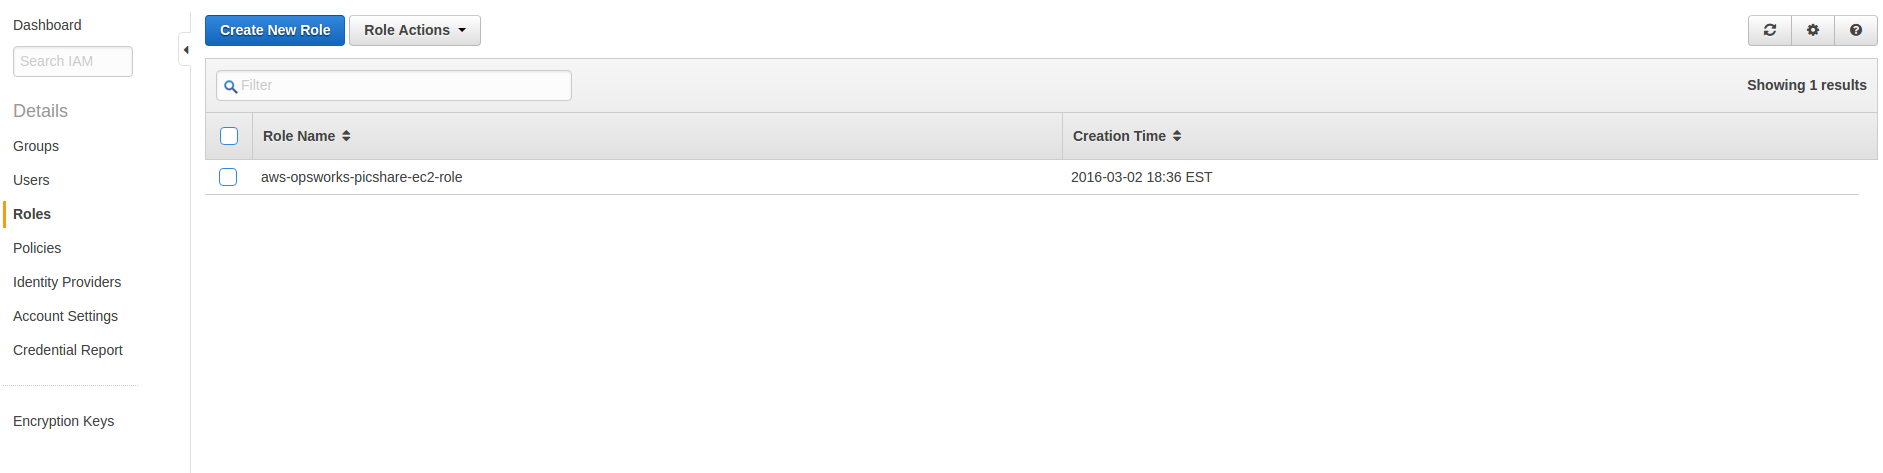 Dashboard
Search IAM
Details
Groups
Users
Roles
Policies
Identity Providers
Account Settings
Credential Report
Encryption Keys
Create New Role
Role Actions
Filter
Showing 1 results
Role Name
Creation Time
aws-opsworks-picshare-ec2-role
2016-03-02 18:36 EST